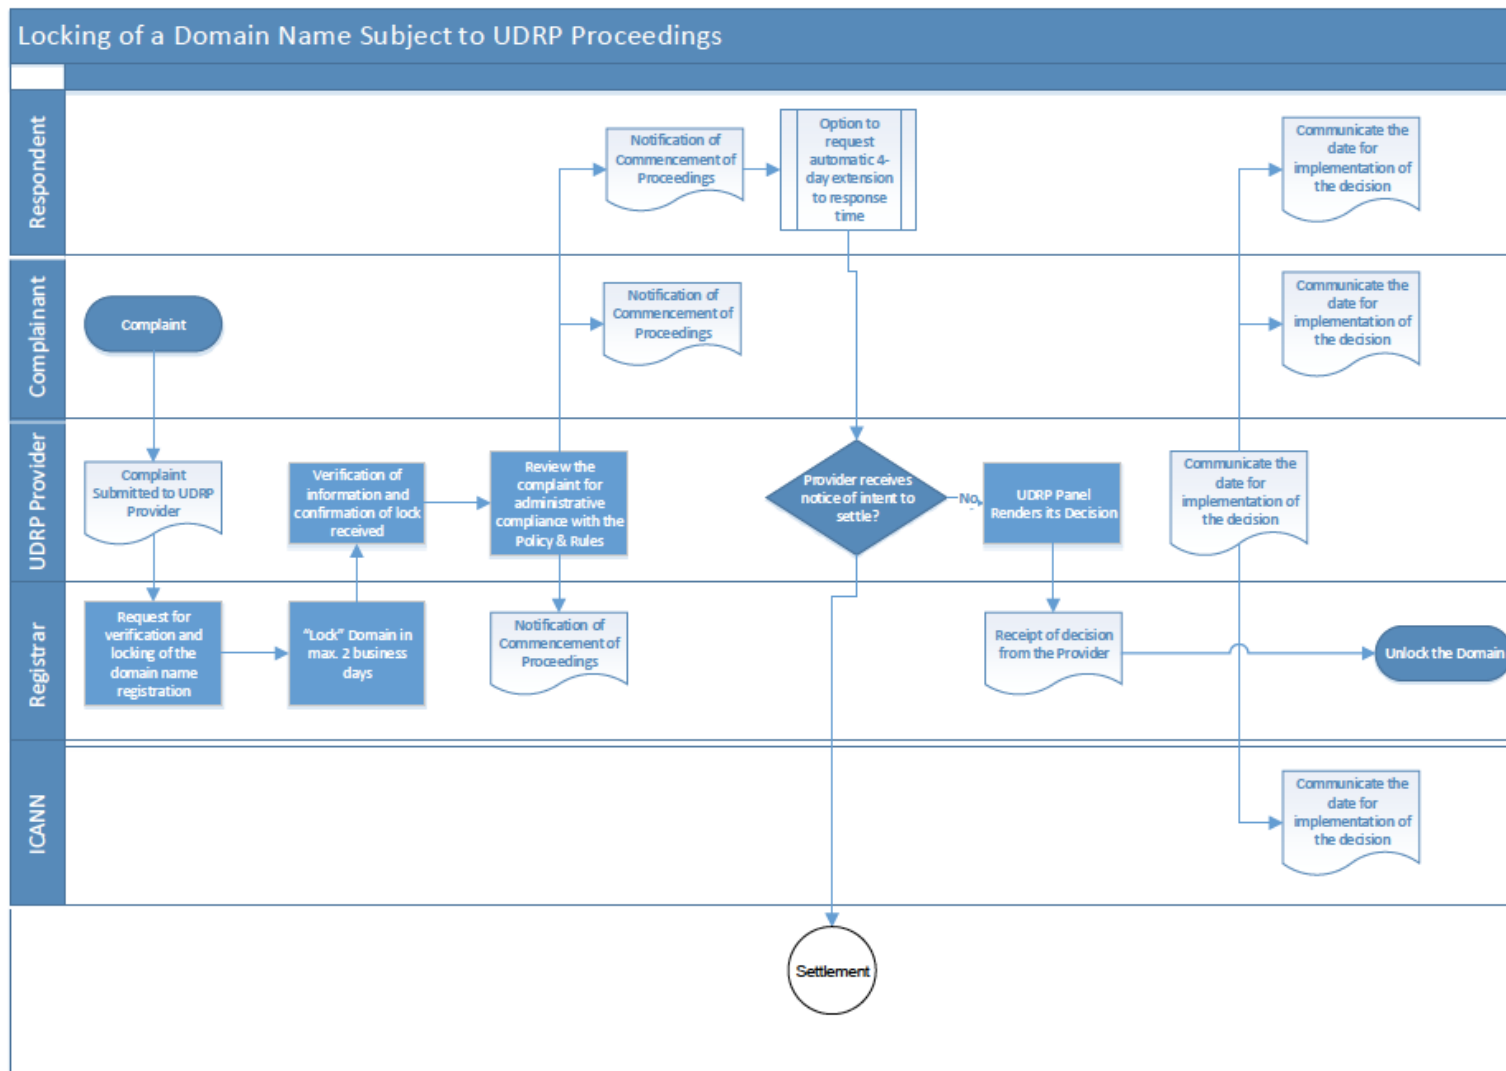 Locking of a Domain Name Subject to UDRP Proceedings
Respondent
Notification of
Commencement of
Proceedings
Option to
request
automatic 4-
day extension
to response
time
Communicate the
date for
implementation of
the decision
Complainant
Complaint
Notification of
Commencement of
Proceedings
Communicate the
date for
implementation of
the decision
UDRP Provider
Complaint
Submitted to UDRP
Provider
Verification of
information and
confirmation of lock
received
Review the
complaint for
administrative
compliance with the
Policy & Rules
Provider receives
notice of intent to
settle?
No
UDRP Panel
Renders its Decision
Communicate the
date for
implementation of
the decision
Registrar
Request for
verification and
locking of the
domain name
registration
"Lock" Domain in
max. 2 business
days
Notification of
Commencement of
Proceedings
Receipt of decision
from the Provider
Unlock the Domain
ICANN
Communicate the
date for
implementation of
the decision
Settlement